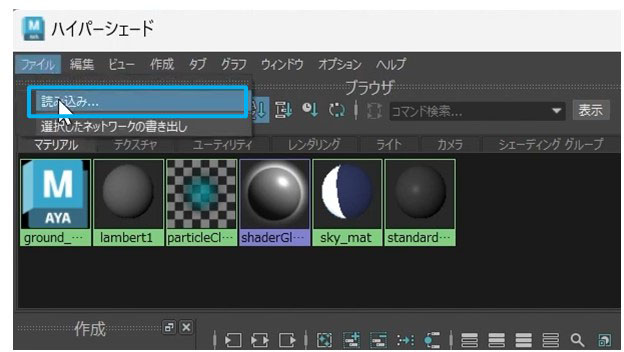 ハイパーシェード
ファイル 編集 ビュー 作成 タブ グラフ ウィンドウ オプション ヘルプ
ブラウザ
読み込み...
コマンド検索... 表示
選択したネットワークの書き出し
マテリアル テクスチャ ユーティリティ レンダリング ライト カメラ シェーディング グループ
M
AYA
ground_... lambert1 particleCl... shaderGl... sky_mat standard...
作成